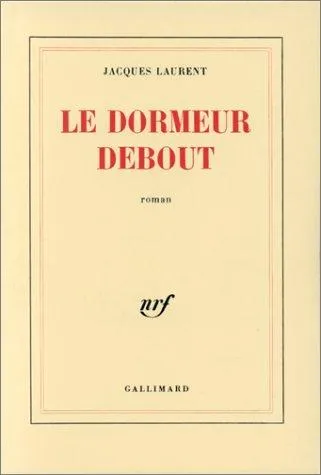 JACQUES LAURENT
LE DORMEUR
DEBOUT
roman
nrf
GALLIMARD